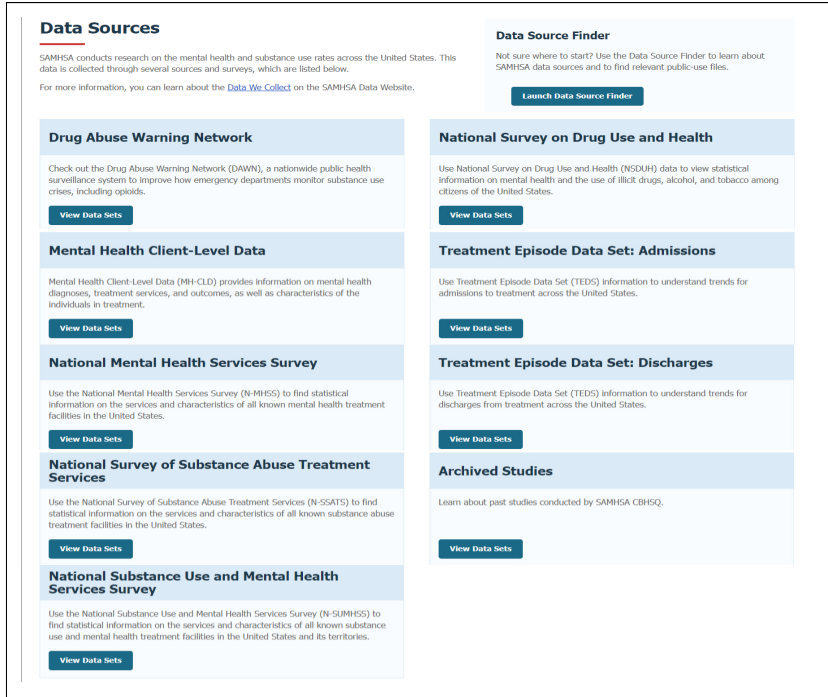 Data Sources
SAMHSA conducts research on the mental health and substance use rates across the United States. This
data is collected through several sources and surveys, which are listed below.
For more information, you can learn about the Data We Collect on the SAMHSA Data Website.
Data Source Finder
Not sure where to start? Use the Data Source Finder to learn about
SAMHSA data sources and to find relevant public-use files.
Launch Data Source Finder
Drug Abuse Warning Network
Check out the Drug Abuse Warning Network (DAWN), a nationwide public health
surveillance system to improve how emergency departments monitor substance use
crises, including opioids.
View Data Sets
National Survey on Drug Use and Health
Use National Survey on Drug Use and Health (NSDUH) data to view statistical
information on mental health and the use of illicit drugs, alcohol, and tobacco among
citizens of the United States.
View Data Sets
Mental Health Client-Level Data
Mental Health Client-Level Data (MH-CLD) provides information on mental health
diagnoses, treatment services, and outcomes, as well as characteristics of the
individuals in treatment.
View Data Sets
Treatment Episode Data Set: Admissions
Use Treatment Episode Data Set (TEDS) information to understand trends for
admissions to treatment across the United States.
View Data Sets
National Mental Health Services Survey
Use the National Mental Health Services Survey (N-MHSS) to find statistical
information on the services and characteristics of all known mental health treatment
facilities in the United States.
View Data Sets
Treatment Episode Data Set: Discharges
Use Treatment Episode Data Set (TEDS) information to understand trends for
discharges from treatment across the United States.
View Data Sets
National Survey of Substance Abuse Treatment
Services
Use the National Survey of Substance Abuse Treatment Services (N-SSATS) to find
statistical information on the services and characteristics of all known substance abuse
treatment facilities in the United States.
View Data Sets
Archived Studies
Learn about past studies conducted by SAMHSA CBHSQ.
View Data Sets
National Substance Use and Mental Health
Services Survey
Use the National Substance Use and Mental Health Services Survey (N-SUMHSS) to
find statistical information on the services and characteristics of all known substance
use and mental health treatment facilities in the United States and its territories.
View Data Sets